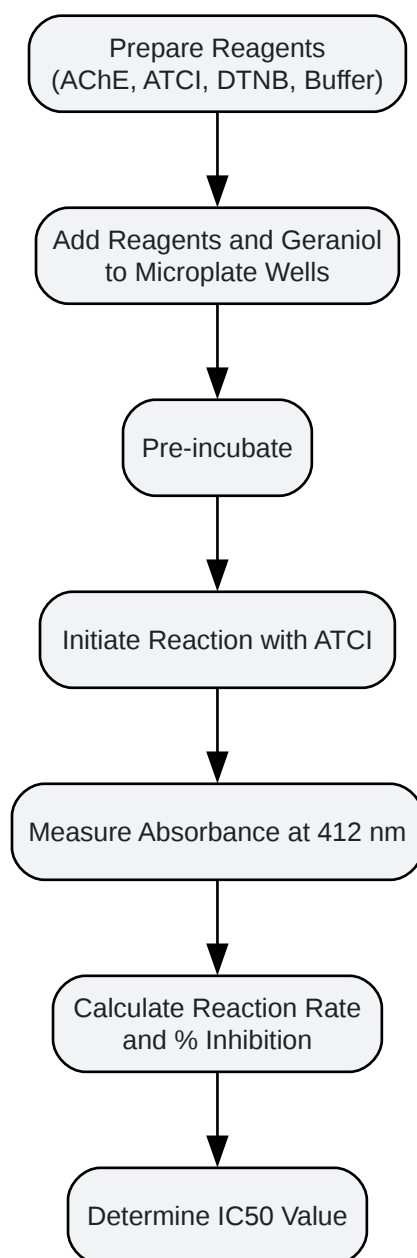 Prepare Reagents
(AChE, ATCI, DTNB, Buffer)
Add Reagents and Geraniol
to Microplate Wells
Pre-incubate
Initiate Reaction with ATCI
Measure Absorbance at 412 nm
Calculate Reaction Rate
and % Inhibition
Determine IC50 Value